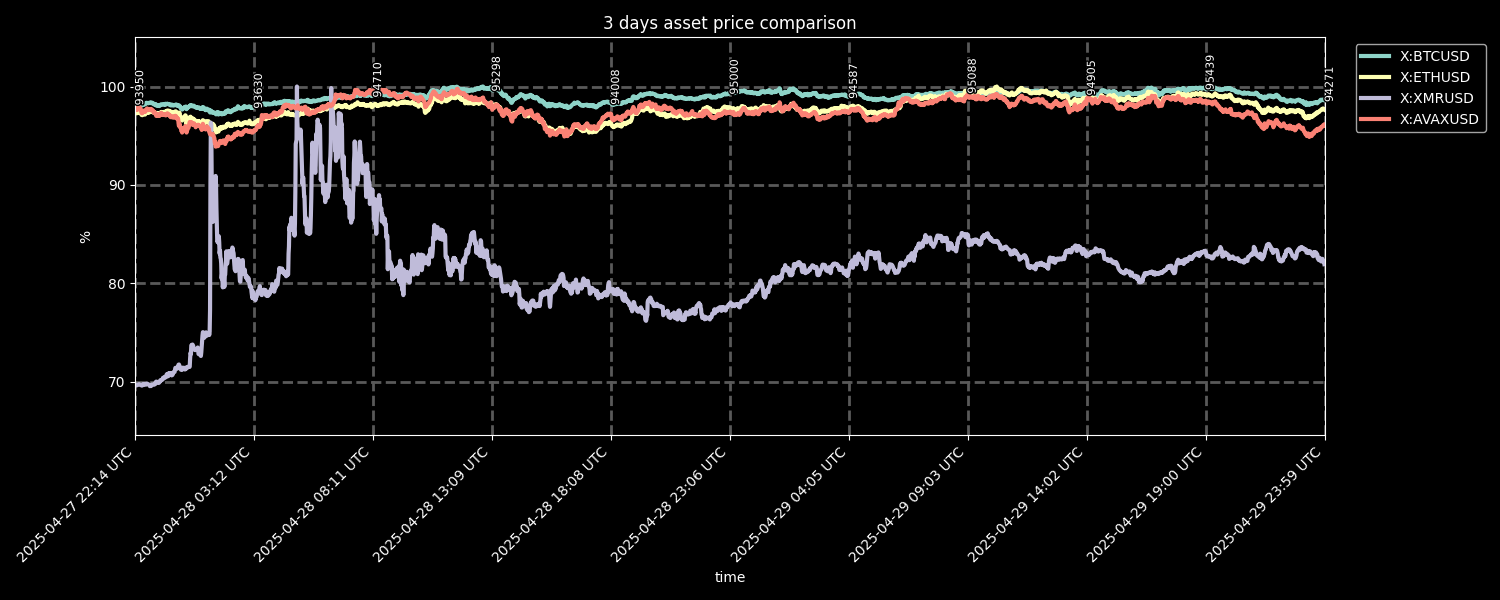 3 days asset price comparison
X:BTCUSD
X:ETHUSD
X:XMRUSD
X:AVAXUSD
%
100
90
80
70
93950
93630
94710
95298
94008
95000
94587
95088
94905
95439
94271
2025-04-27 22:14 UTC
2025-04-28 03:12 UTC
2025-04-28 08:11 UTC
2025-04-28 13:09 UTC
2025-04-28 18:08 UTC
2025-04-28 23:06 UTC
2025-04-29 04:05 UTC
2025-04-29 09:03 UTC
2025-04-29 14:02 UTC
2025-04-29 19:00 UTC
2025-04-29 23:59 UTC
time